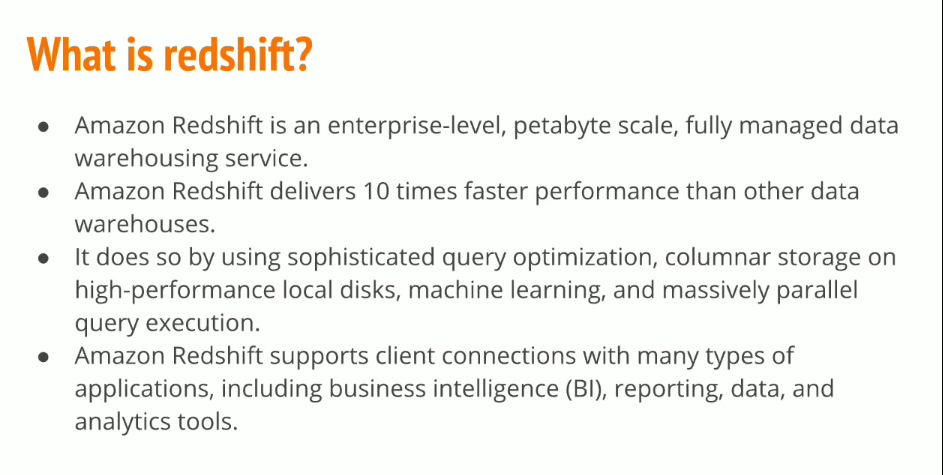 What is redshift?
● Amazon Redshift is an enterprise-level, petabyte scale, fully managed data
warehousing service.
● Amazon Redshift delivers 10 times faster performance than other data
warehouses.
● It does so by using sophisticated query optimization, columnar storage on
high-performance local disks, machine learning, and massively parallel
query execution.
● Amazon Redshift supports client connections with many types of
applications, including business intelligence (BI), reporting, data, and
analytics tools.